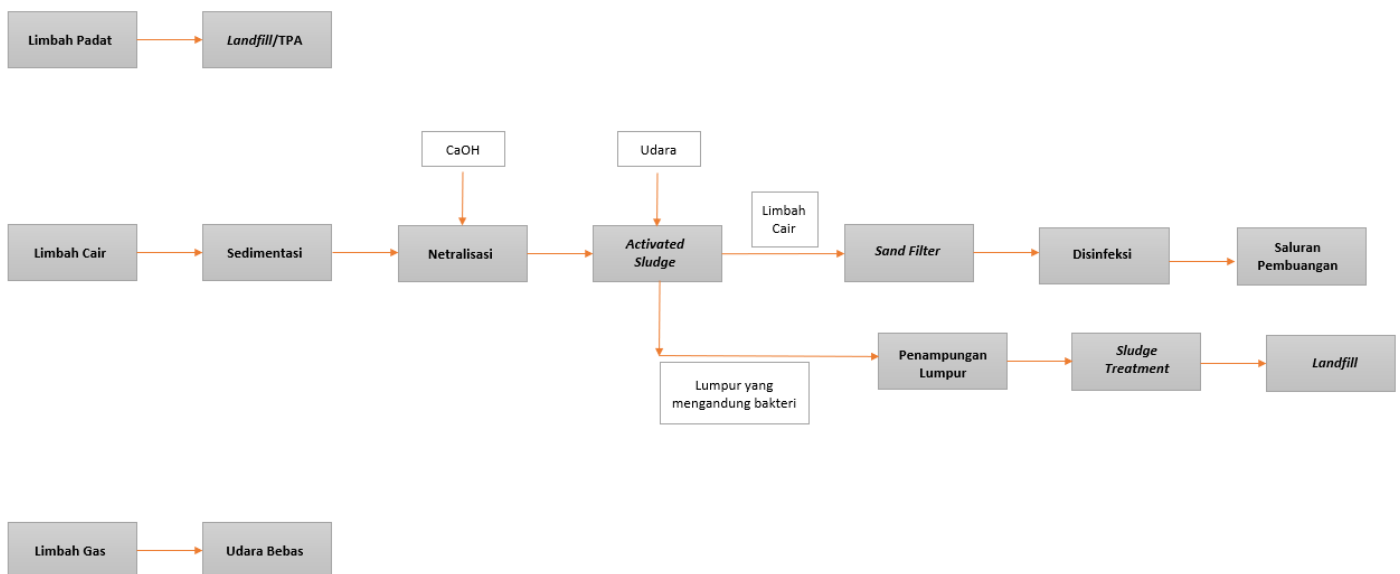 Limbah Padat
Landfill/TPA
CaOH
Udara
Limbah
Cair
Limbah Cair
Sedimentasi
Netralisasi
Activated
Sludge
Sand Filter
Disinfeksi
Saluran
Pembuangan
Penampungan
Lumpur
Sludge
Treatment
Landfill
Lumpur yang
mengandung bakteri
Limbah Gas
Udara Bebas